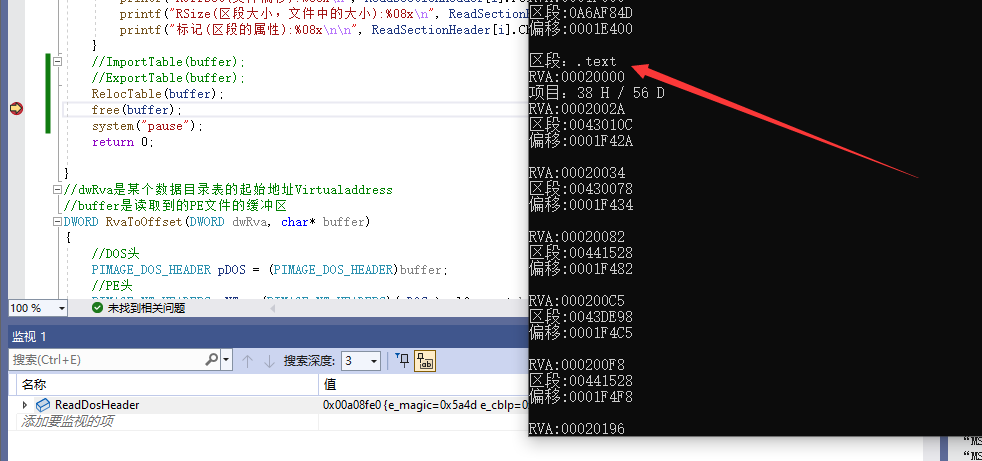 printf("RSize(区段大小，文件中的大小):%08x\n", ReadSection
printf("标记(区段的属性):%08x\n\n", ReadSectionHeader[i].C
}
//ImportTable(buffer);
//ExportTable(buffer);
RelocTable(buffer);
free(buffer);
system("pause");
return 0;
}
//dwRva是某个数据目录表的起始地址Virtualaddress
//buffer是读取到的PE文件的缓冲区
DWORD RvaToOffset(DWORD dwRva, char* buffer)
{
//DOS头
PIMAGE_DOS_HEADER pDOS = (PIMAGE_DOS_HEADER)buffer;
//PE头
100 %
未找到相关问题
监视 1
搜索(Ctrl+E)
搜索深度: 3
名称
值
ReadDosHeader
0x00a08fe0 {e_magic=0x5a4d e_cblp=0
添加要监视的项
区段:0A6AF84D
偏移:0001E400
区段: .text
RVA:00020000
项目: 38 H / 56 D
RVA:0002002A
区段:0043010C
偏移:0001F42A
RVA:00020034
区段:00430078
偏移:0001F434
RVA:00020082
区段:00441528
偏移:0001F482
RVA:000200C5
区段:0043DE98
偏移:0001F4C5
RVA:000200F8
区段:00441528
偏移:0001F4F8
RVA:00020196
"MS